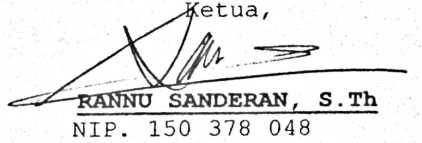 Ketua,
RANNU SANDERAN, S.Th
NIP. 150 378 048